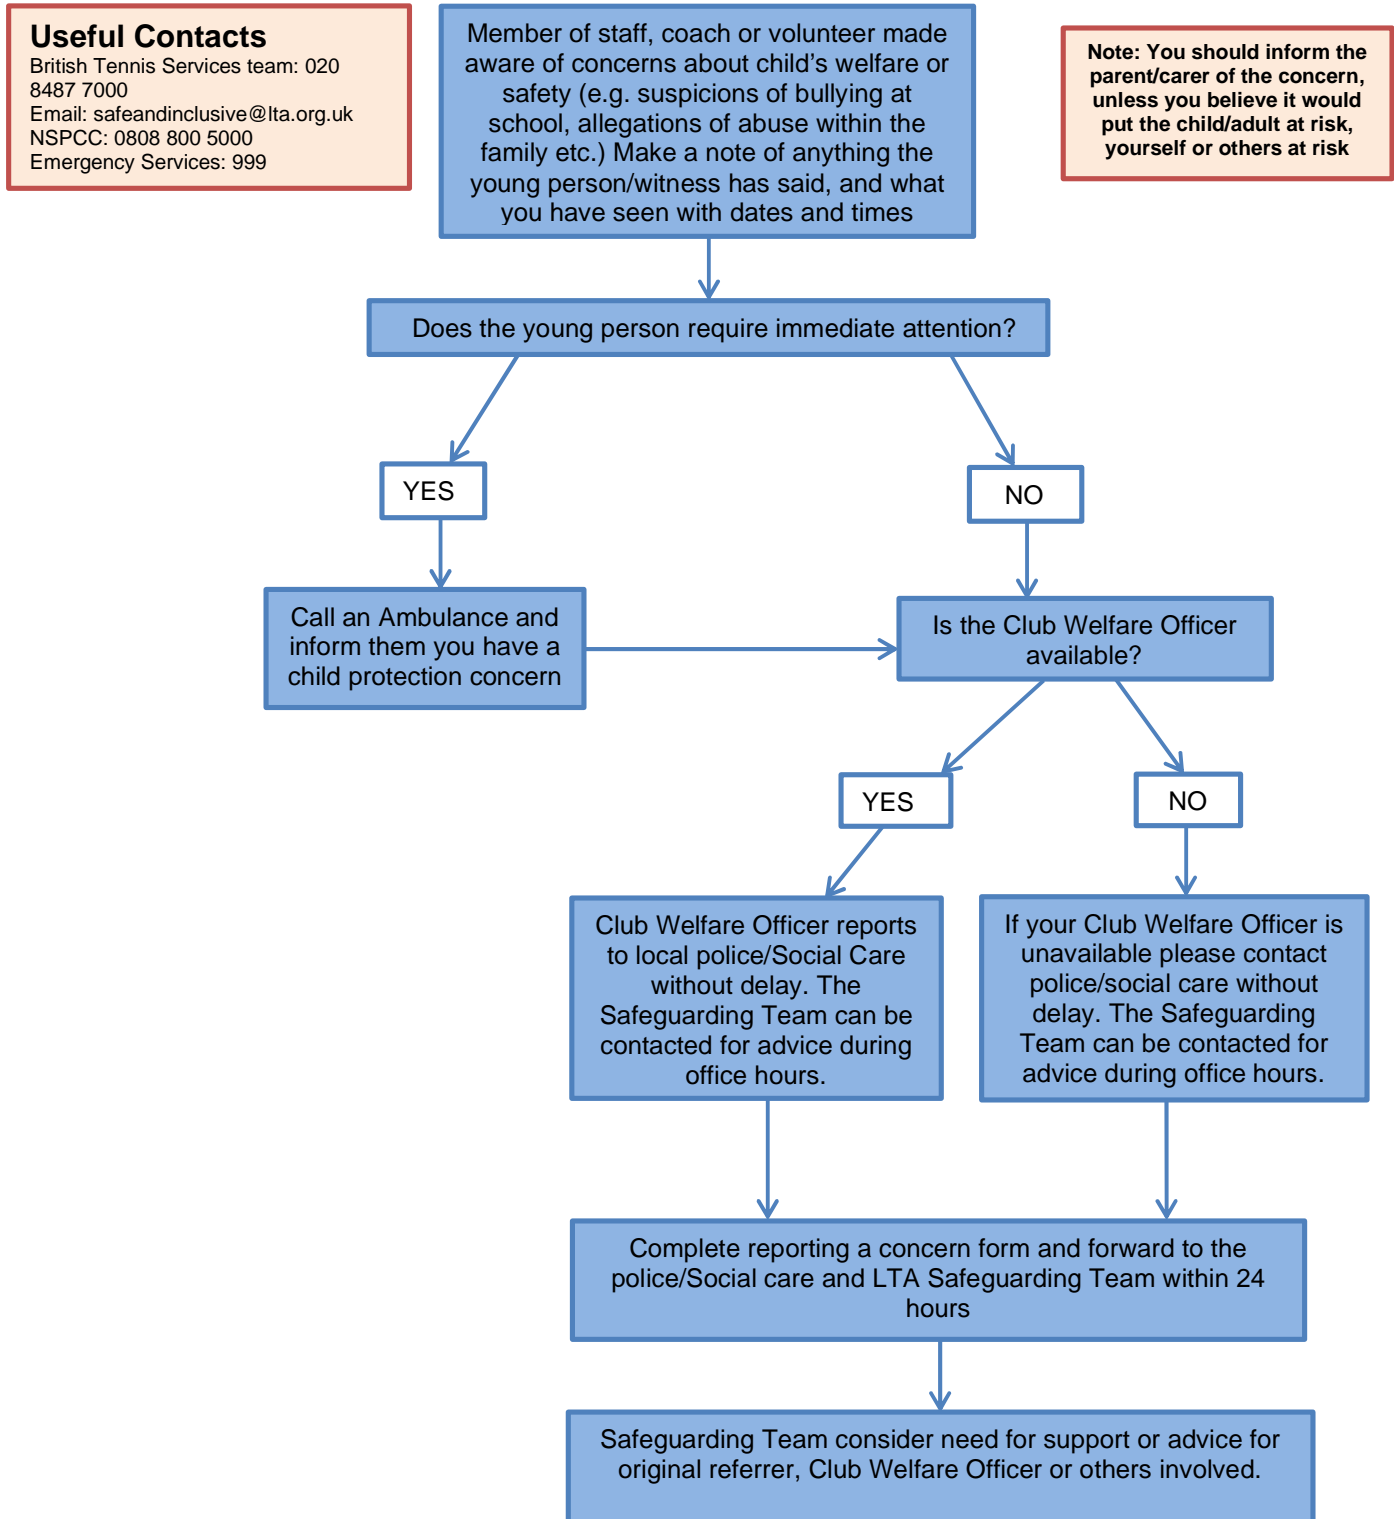 Useful Contacts
British Tennis Services team: 020
8487 7000
Email: safeandinclusive@lta.org.uk
NSPCC: 0808 800 5000
Emergency Services: 999
Member of staff, coach or volunteer made
aware of concerns about child’s welfare or
safety (e.g. suspicions of bullying at
school, allegations of abuse within the
family etc.) Make a note of anything the
young person/witness has said, and what
you have seen with dates and times
Note: You should inform the
parent/carer of the concern,
unless you believe it would
put the child/adult at risk,
yourself or others at risk
Does the young person require immediate attention?
YES
NO
Call an Ambulance and
inform them you have a
child protection concern
Is the Club Welfare Officer
available?
YES
NO
Club Welfare Officer reports
to local police/Social Care
without delay. The
Safeguarding Team can be
contacted for advice during
office hours.
If your Club Welfare Officer is
unavailable please contact
police/social care without
delay. The Safeguarding
Team can be contacted for
advice during office hours.
Complete reporting a concern form and forward to the
police/Social care and LTA Safeguarding Team within 24
hours
Safeguarding Team consider need for support or advice for
original referrer, Club Welfare Officer or others involved.